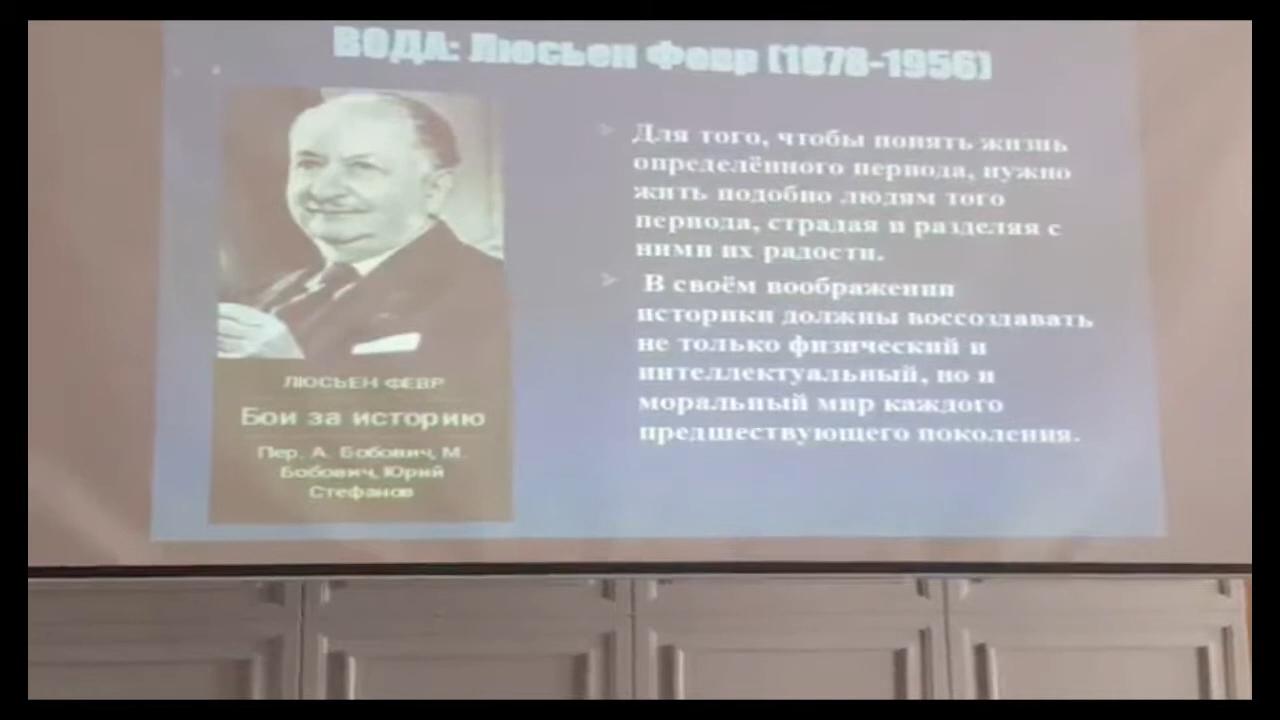 ВОДА: Люсьен Февр (1878-1956)
Для того, чтобы понять жизнь
определённого периода, нужно
жить подобно людям того
периода, страдая и разделяя с
ними их радости.
В своём воображении
историки должны воссоздавать
не только физический и
интеллектуальный, но и
моральный мир каждого
предшествующего поколения.
ЛЮСЬЕН ФЕВР
Бои за историю
Пер. А. Бобович, М.
Бобович, Юрий
Стефанов